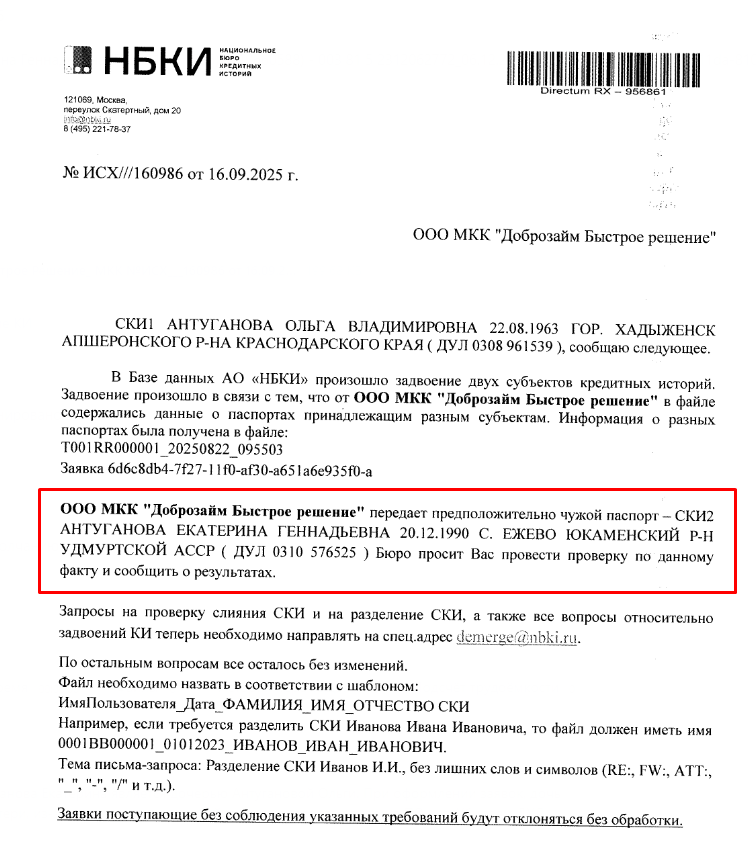 НБКИ
НАЦИОНАЛЬНОЕ
БЮРО
КРЕДИТНЫХ
ИСТОРИЙ
Directum RX – 956861
121069, Москва,
переулок Скатертный, дом 20
info@nbki.ru
8 (495) 221-78-37
№ ИСХ///160986 от 16.09.2025 г.
ООО МКК "Доброзайм Быстрое решение"
СКИ1 АНТУГАНОВА ОЛЬГА ВЛАДИМИРОВНА 22.08.1963 ГОР. ХАДЫЖЕНСК
АПШЕРОНСКОГО Р-НА КРАСНОДАРСКОГО КРАЯ ( ДУЛ 0308 961539 ), сообщаю следующее.
В Базе данных АО «НБКИ» произошло задвоение двух субъектов кредитных историй.
Задвоение произошло в связи с тем, что от ООО МКК "Доброзайм Быстрое решение" в файле
содержались данные о паспортах принадлежащим разным субъектам. Информация о разных
паспортах была получена в файле:
T001RR000001_20250822_095503
Заявка 6d6c8db4-7f27-11f0-af30-a651a6e935f0-a
ООО МКК "Доброзайм Быстрое решение" передает предположительно чужой паспорт – СКИ2
АНТУГАНОВА ЕКАТЕРИНА ГЕННАДЬЕВНА 20.12.1990 С. ЕЖЕВО ЮКАМЕНСКИЙ Р-Н
УДМУРТСКОЙ АССР ( ДУЛ 0310 576525 ) Бюро просит Вас провести проверку по данному
факту и сообщить о результатах.
Запросы на проверку слияния СКИ и на разделение СКИ, а также все вопросы относительно
задвоений КИ теперь необходимо направлять на спец.адрес demerge@nbki.ru.
По остальным вопросам все осталось без изменений.
Файл необходимо назвать в соответствии с шаблоном:
ИмяПользователя_Дата_ФАМИЛИЯ_ИМЯ_ОТЧЕСТВО СКИ
Например, если требуется разделить СКИ Иванова Ивана Ивановича, то файл должен иметь имя
0001BB000001_01012023_ИВАНОВ_ИВАН_ИВАНОВИЧ.
Тема письма-запроса: Разделение СКИ Иванов И.И., без лишних слов и символов (RE:, FW:, ATT:,
"_", "-", "/" и т.д.).
Заявки поступающие без соблюдения указанных требований будут отклоняться без обработки.